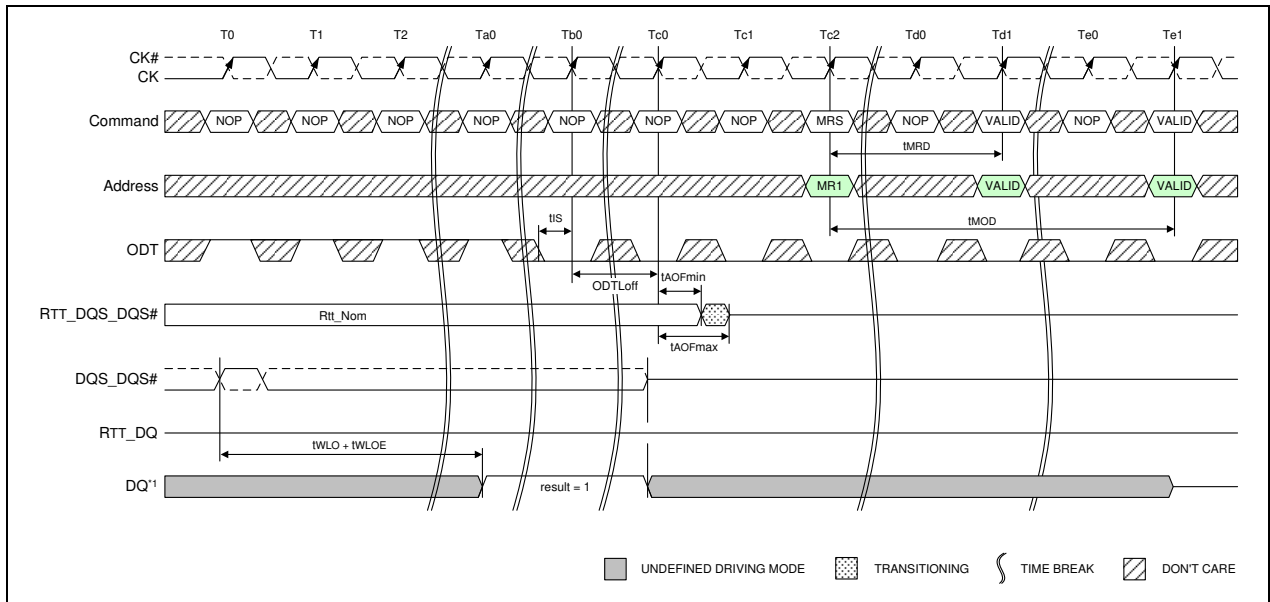 T0 T1 T2 Ta0 Tb0 Tc0 Tc1 Tc2 Td0 Td1 Te0 Te1
CK#
CK
Command NOP NOP NOP NOP NOP NOP NOP MRS NOP VALID NOP VALID
tMRD
Address MR1 VALID VALID
tIS
tMOD
ODT
ODTLoff
tAOFmin
RTT_DQS_DQS# Rtt_Nom
tAOFmax
DQS_DQS#
RTT_DQ
tWLO + tWLOE
DQ*1 result = 1
UNDEFINED DRIVING MODE TRANSITIONING TIME BREAK DON'T CARE